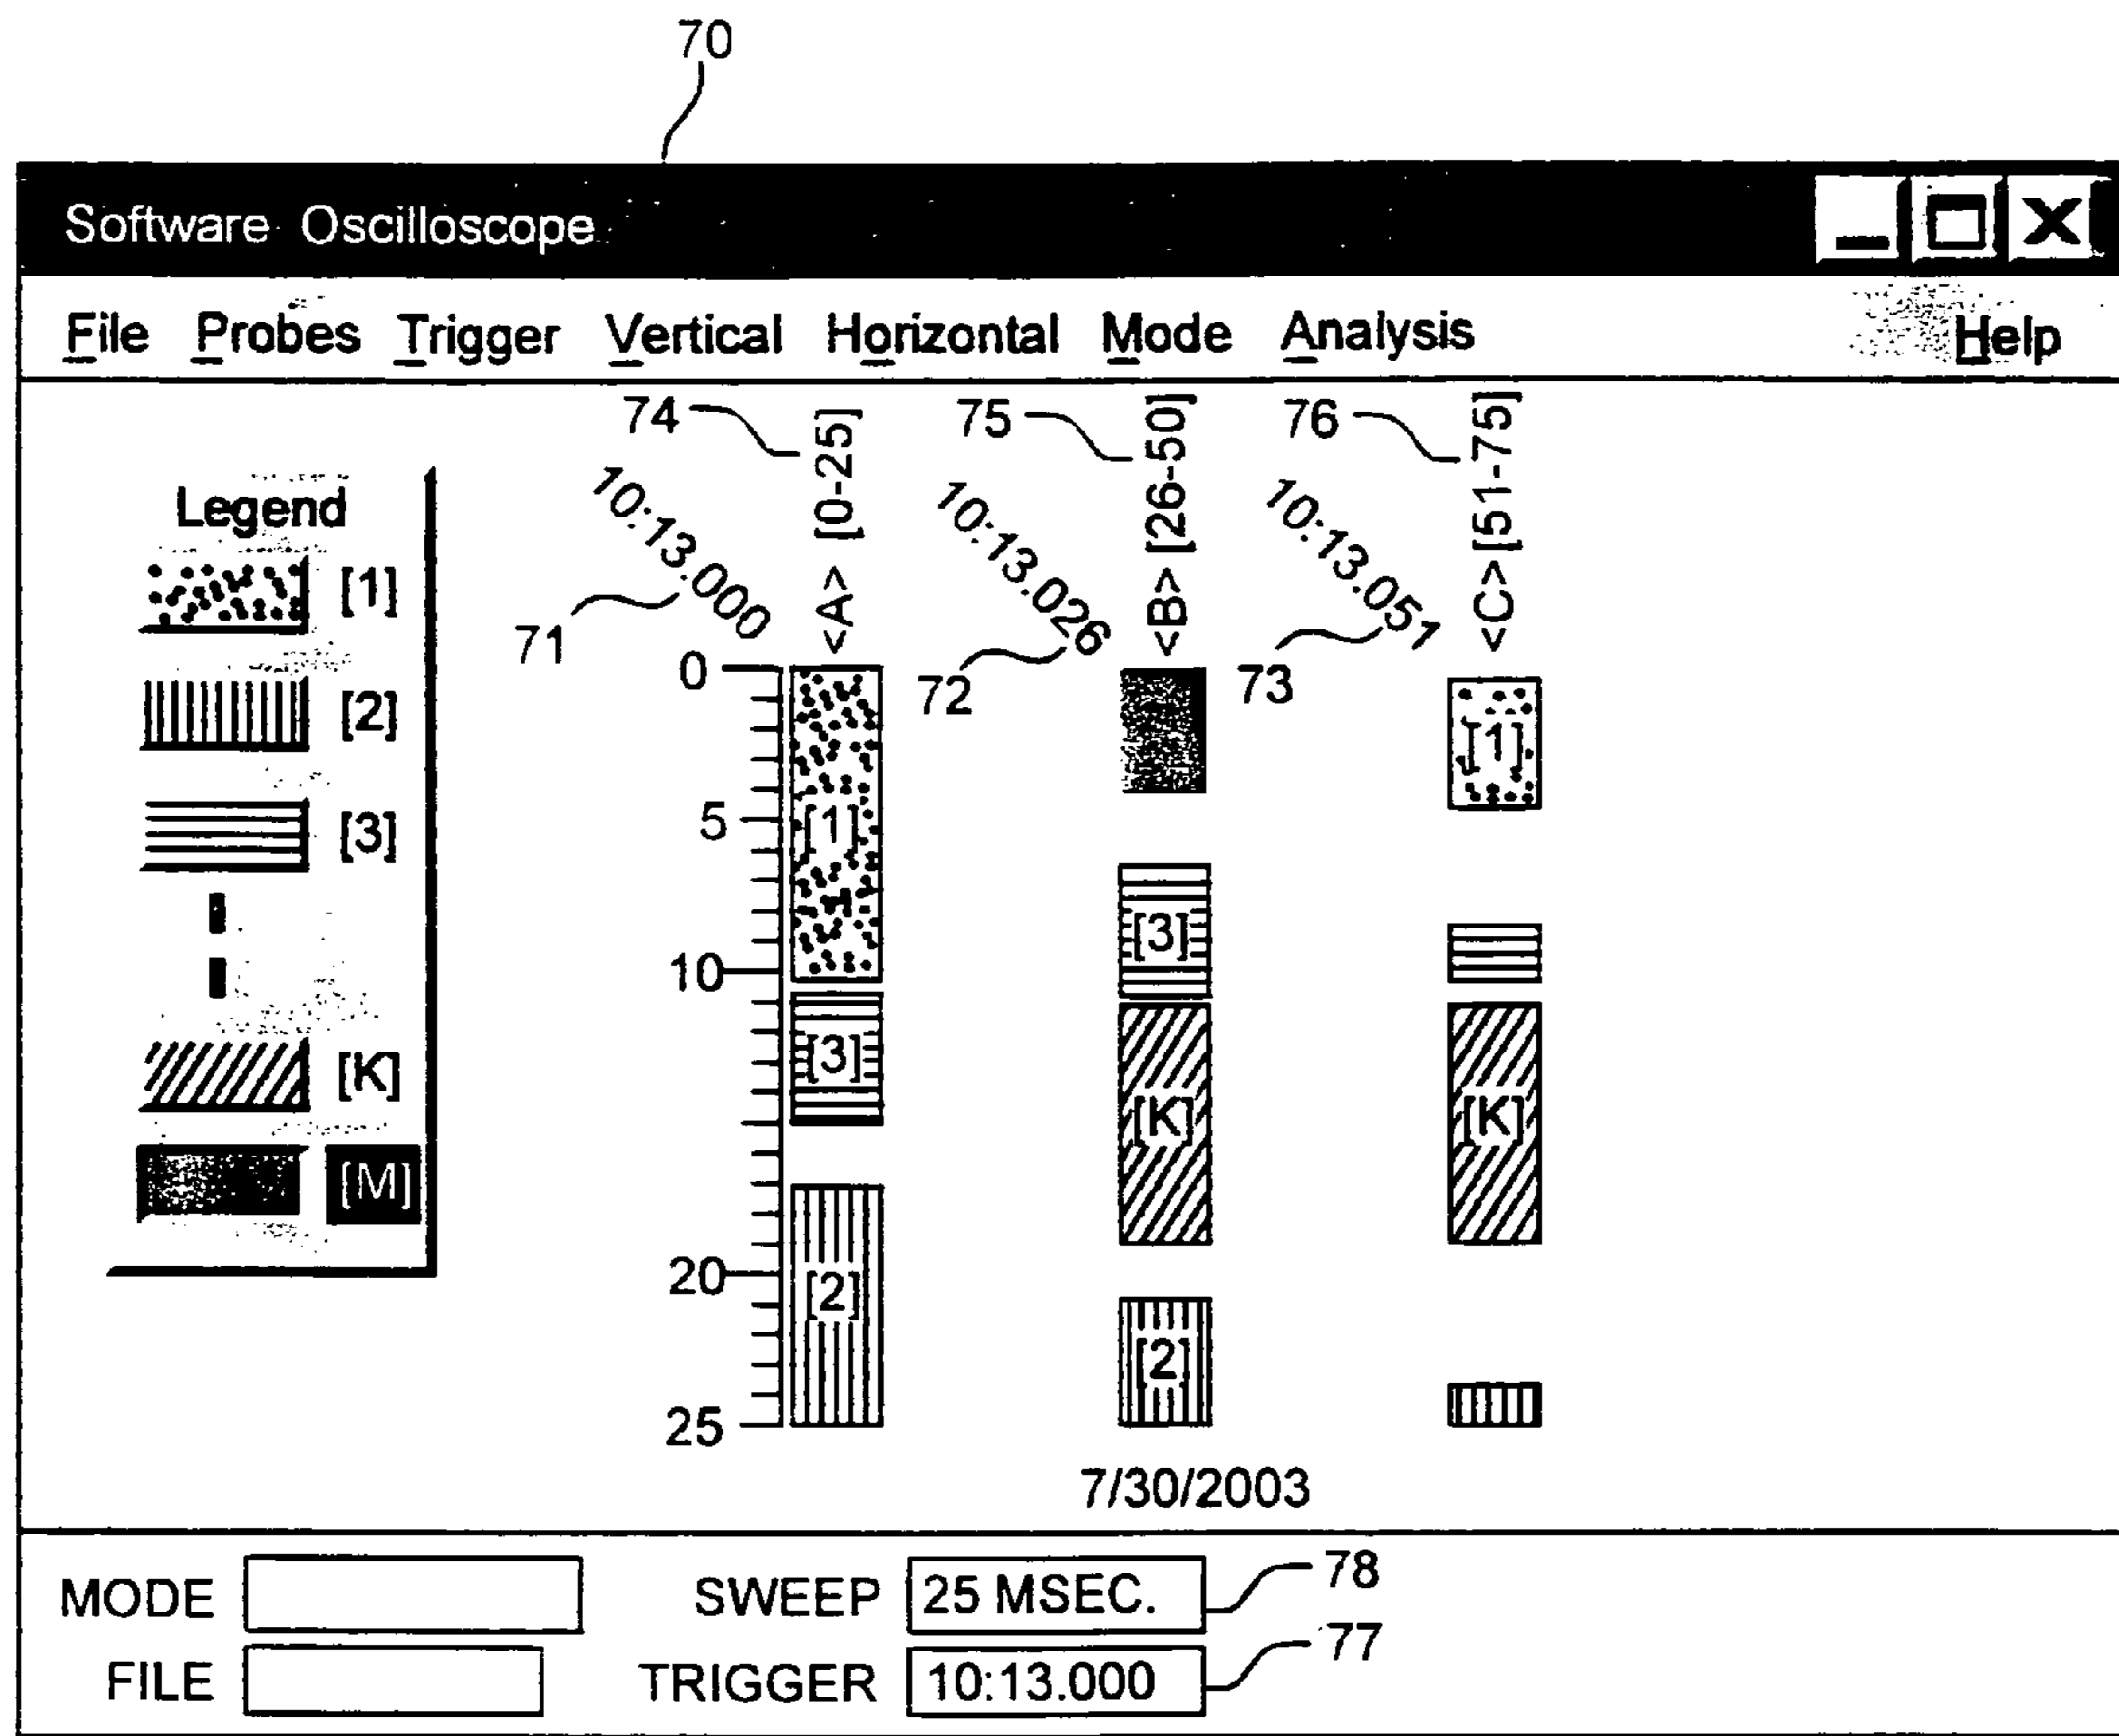 70
Software Oscilloscope
File Probes Trigger Vertical Horizontal Mode Analysis Help
74 75 76
<A> [0-25]
<B> [26-50]
<C> [51-75]
10:13.000
10:13.026
10:13.051
71 72 73
Legend
[1]
[2]
[3]
[K]
[M]
0
5
10
20
25
[1]
[3]
[2]
[3]
[K]
[2]
[1]
[K]
7/30/2003
MODE
SWEEP 25 MSEC. 78
FILE
TRIGGER 10:13.000 77